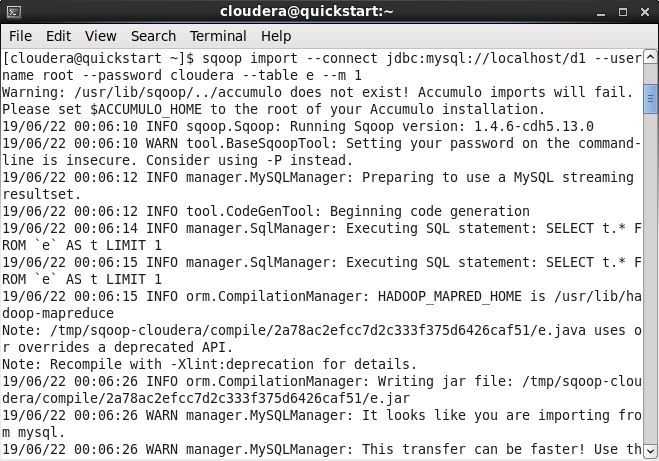 cloudera@quickstart:~
File Edit View Search Terminal Help
[cloudera@quickstart ~]$ sqoop import --connect jdbc:mysql://localhost/d1 --user
name root --password cloudera --table e --m 1
Warning: /usr/lib/sqoop/../accumulo does not exist! Accumulo imports will fail.
Please set $ACCUMULO_HOME to the root of your Accumulo installation.
19/06/22 00:06:10 INFO sqoop.Sqoop: Running Sqoop version: 1.4.6-cdh5.13.0
19/06/22 00:06:10 WARN tool.BaseSqoopTool: Setting your password on the command-
line is insecure. Consider using -P instead.
19/06/22 00:06:12 INFO manager.MySQLManager: Preparing to use a MySQL streaming
resultset.
19/06/22 00:06:12 INFO tool.CodeGenTool: Beginning code generation
19/06/22 00:06:14 INFO manager.SqlManager: Executing SQL statement: SELECT t.* F
ROM `e` AS t LIMIT 1
19/06/22 00:06:15 INFO manager.SqlManager: Executing SQL statement: SELECT t.* F
ROM `e` AS t LIMIT 1
19/06/22 00:06:15 INFO orm.CompilationManager: HADOOP_MAPRED_HOME is /usr/lib/ha
doop-mapreduce
Note: /tmp/sqoop-cloudera/compile/2a78ac2efcc7d2c333f375d6426caf51/e.java uses o
r overrides a deprecated API.
Note: Recompile with -Xlint:deprecation for details.
19/06/22 00:06:26 INFO orm.CompilationManager: Writing jar file: /tmp/sqoop-clou
dera/compile/2a78ac2efcc7d2c333f375d6426caf51/e.jar
19/06/22 00:06:26 WARN manager.MySQLManager: It looks like you are importing fro
m mysql.
19/06/22 00:06:26 WARN manager.MySQLManager: This transfer can be faster! Use th